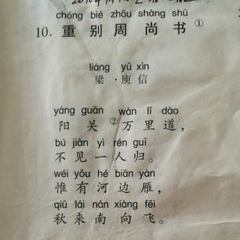 chóng bié zhōu shàng shū
10. 重别周尚书①
liáng yǔ xìn
梁·庾信
yáng guān wàn lǐ dào
阳关②万里道，
bú jiàn yì rén guī
不见一人归。
wéi yǒu hé biān yàn
惟有河边雁，
qiū lái nán xiàng fēi
秋来南向飞。